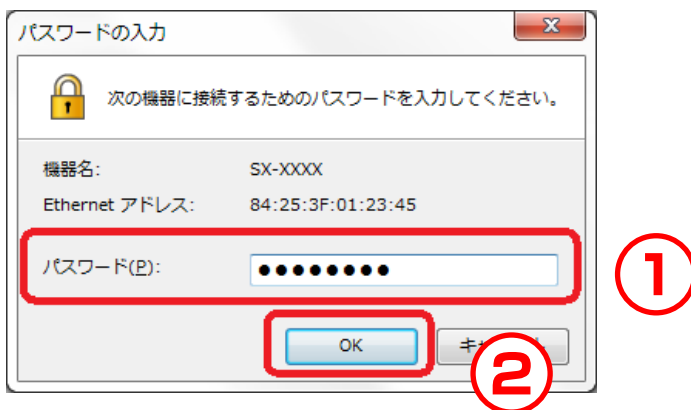 パスワードの入力
次の機器に接続するためのパスワードを入力してください。
機器名: SX-XXXX
Ethernet アドレス: 84:25:3F:01:23:45
パスワード(P): ●●●●●●●●
①
OK
②